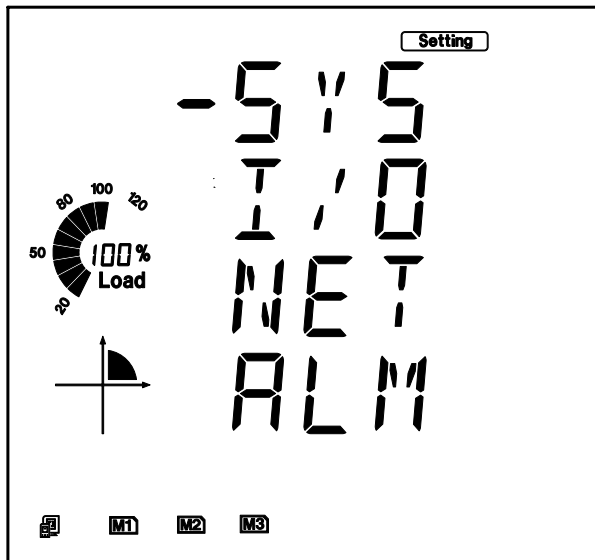 Setting
-SYS
I/O
NET
ALM
20
50
80
100
120
100%
Load
M1
M2
M3